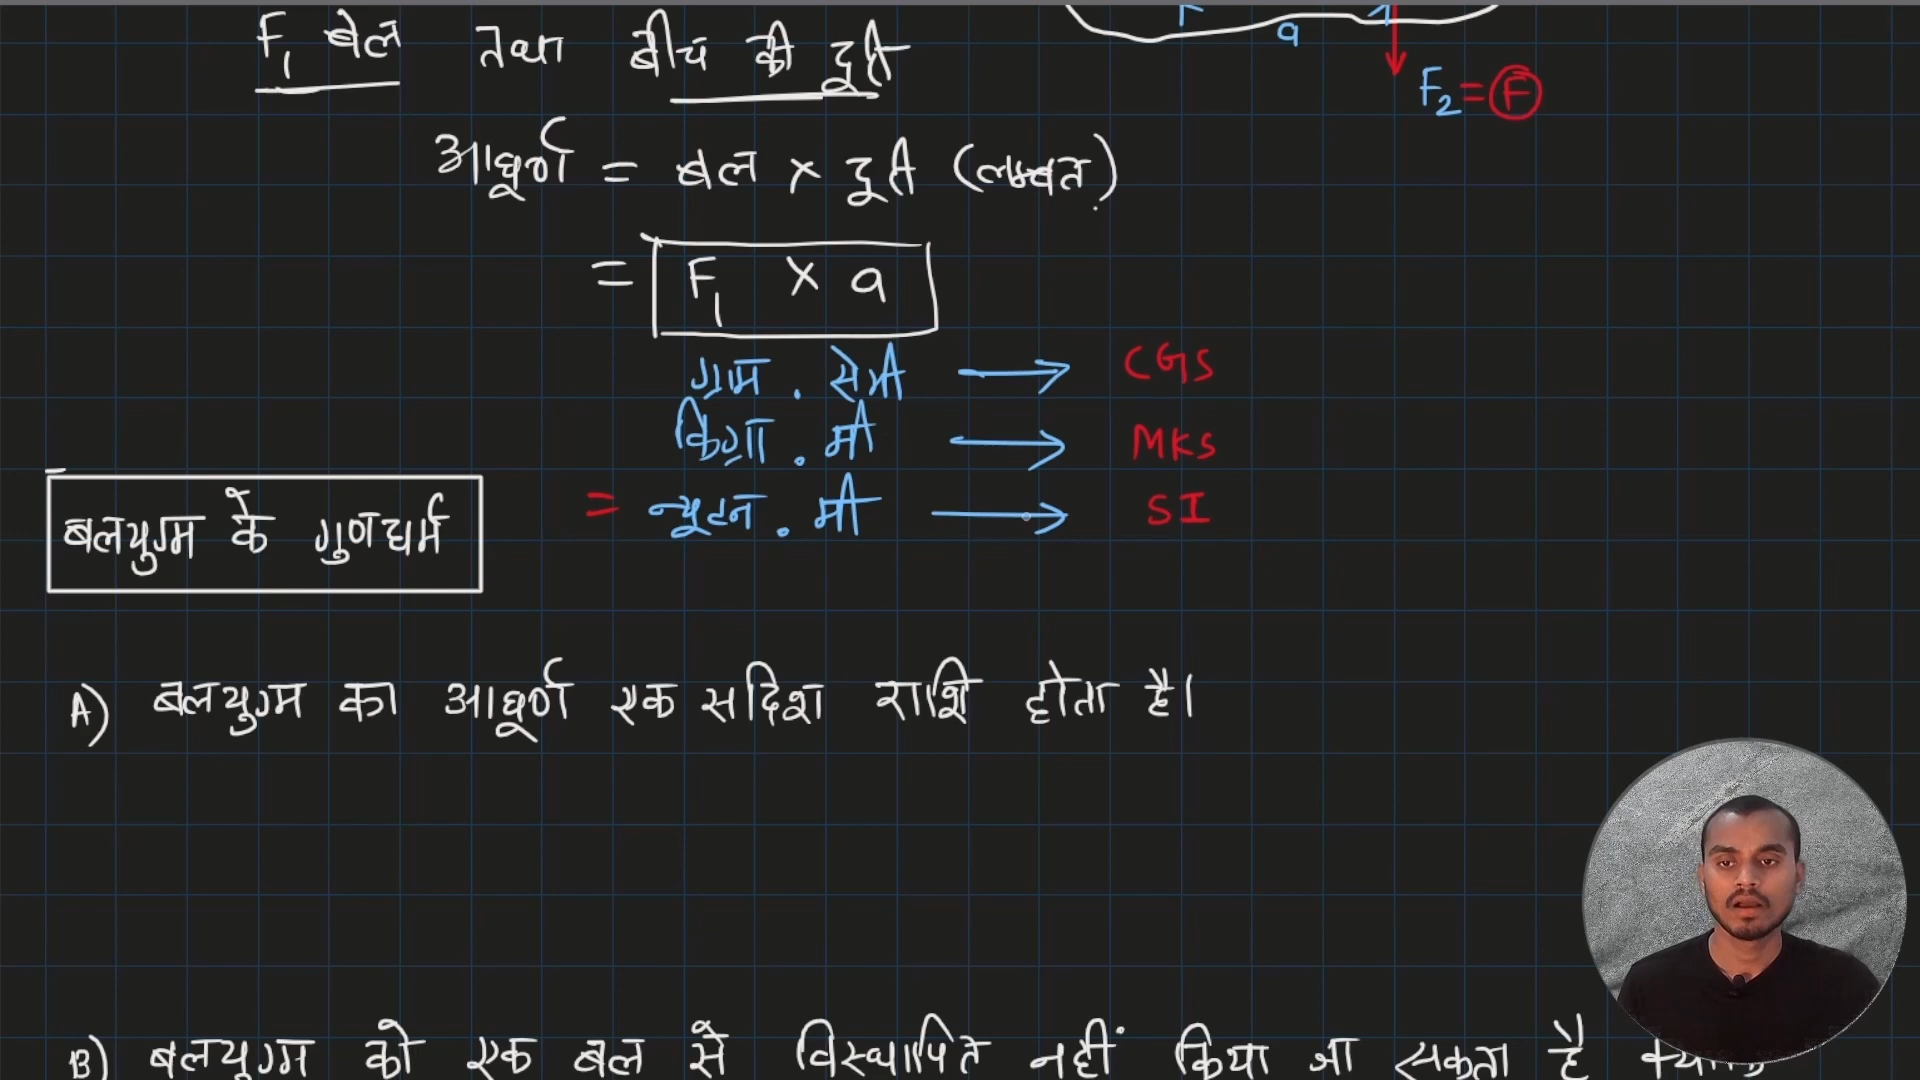 F₁ बल तथा बीच की दूरी
a
F₂ = F
आघूर्ण = बल × दूरी (लम्बवत)
= F₁ × a
ग्राम . सेमी → CGS
किग्रा . मी → MKS
= न्यूटन . मी → SI
बलयुग्म के गुणधर्म
A) बलयुग्म का आघूर्ण एक सदिश राशि होता है।
B) बलयुग्म को एक बल से विस्थापित नहीं किया जा सकता है